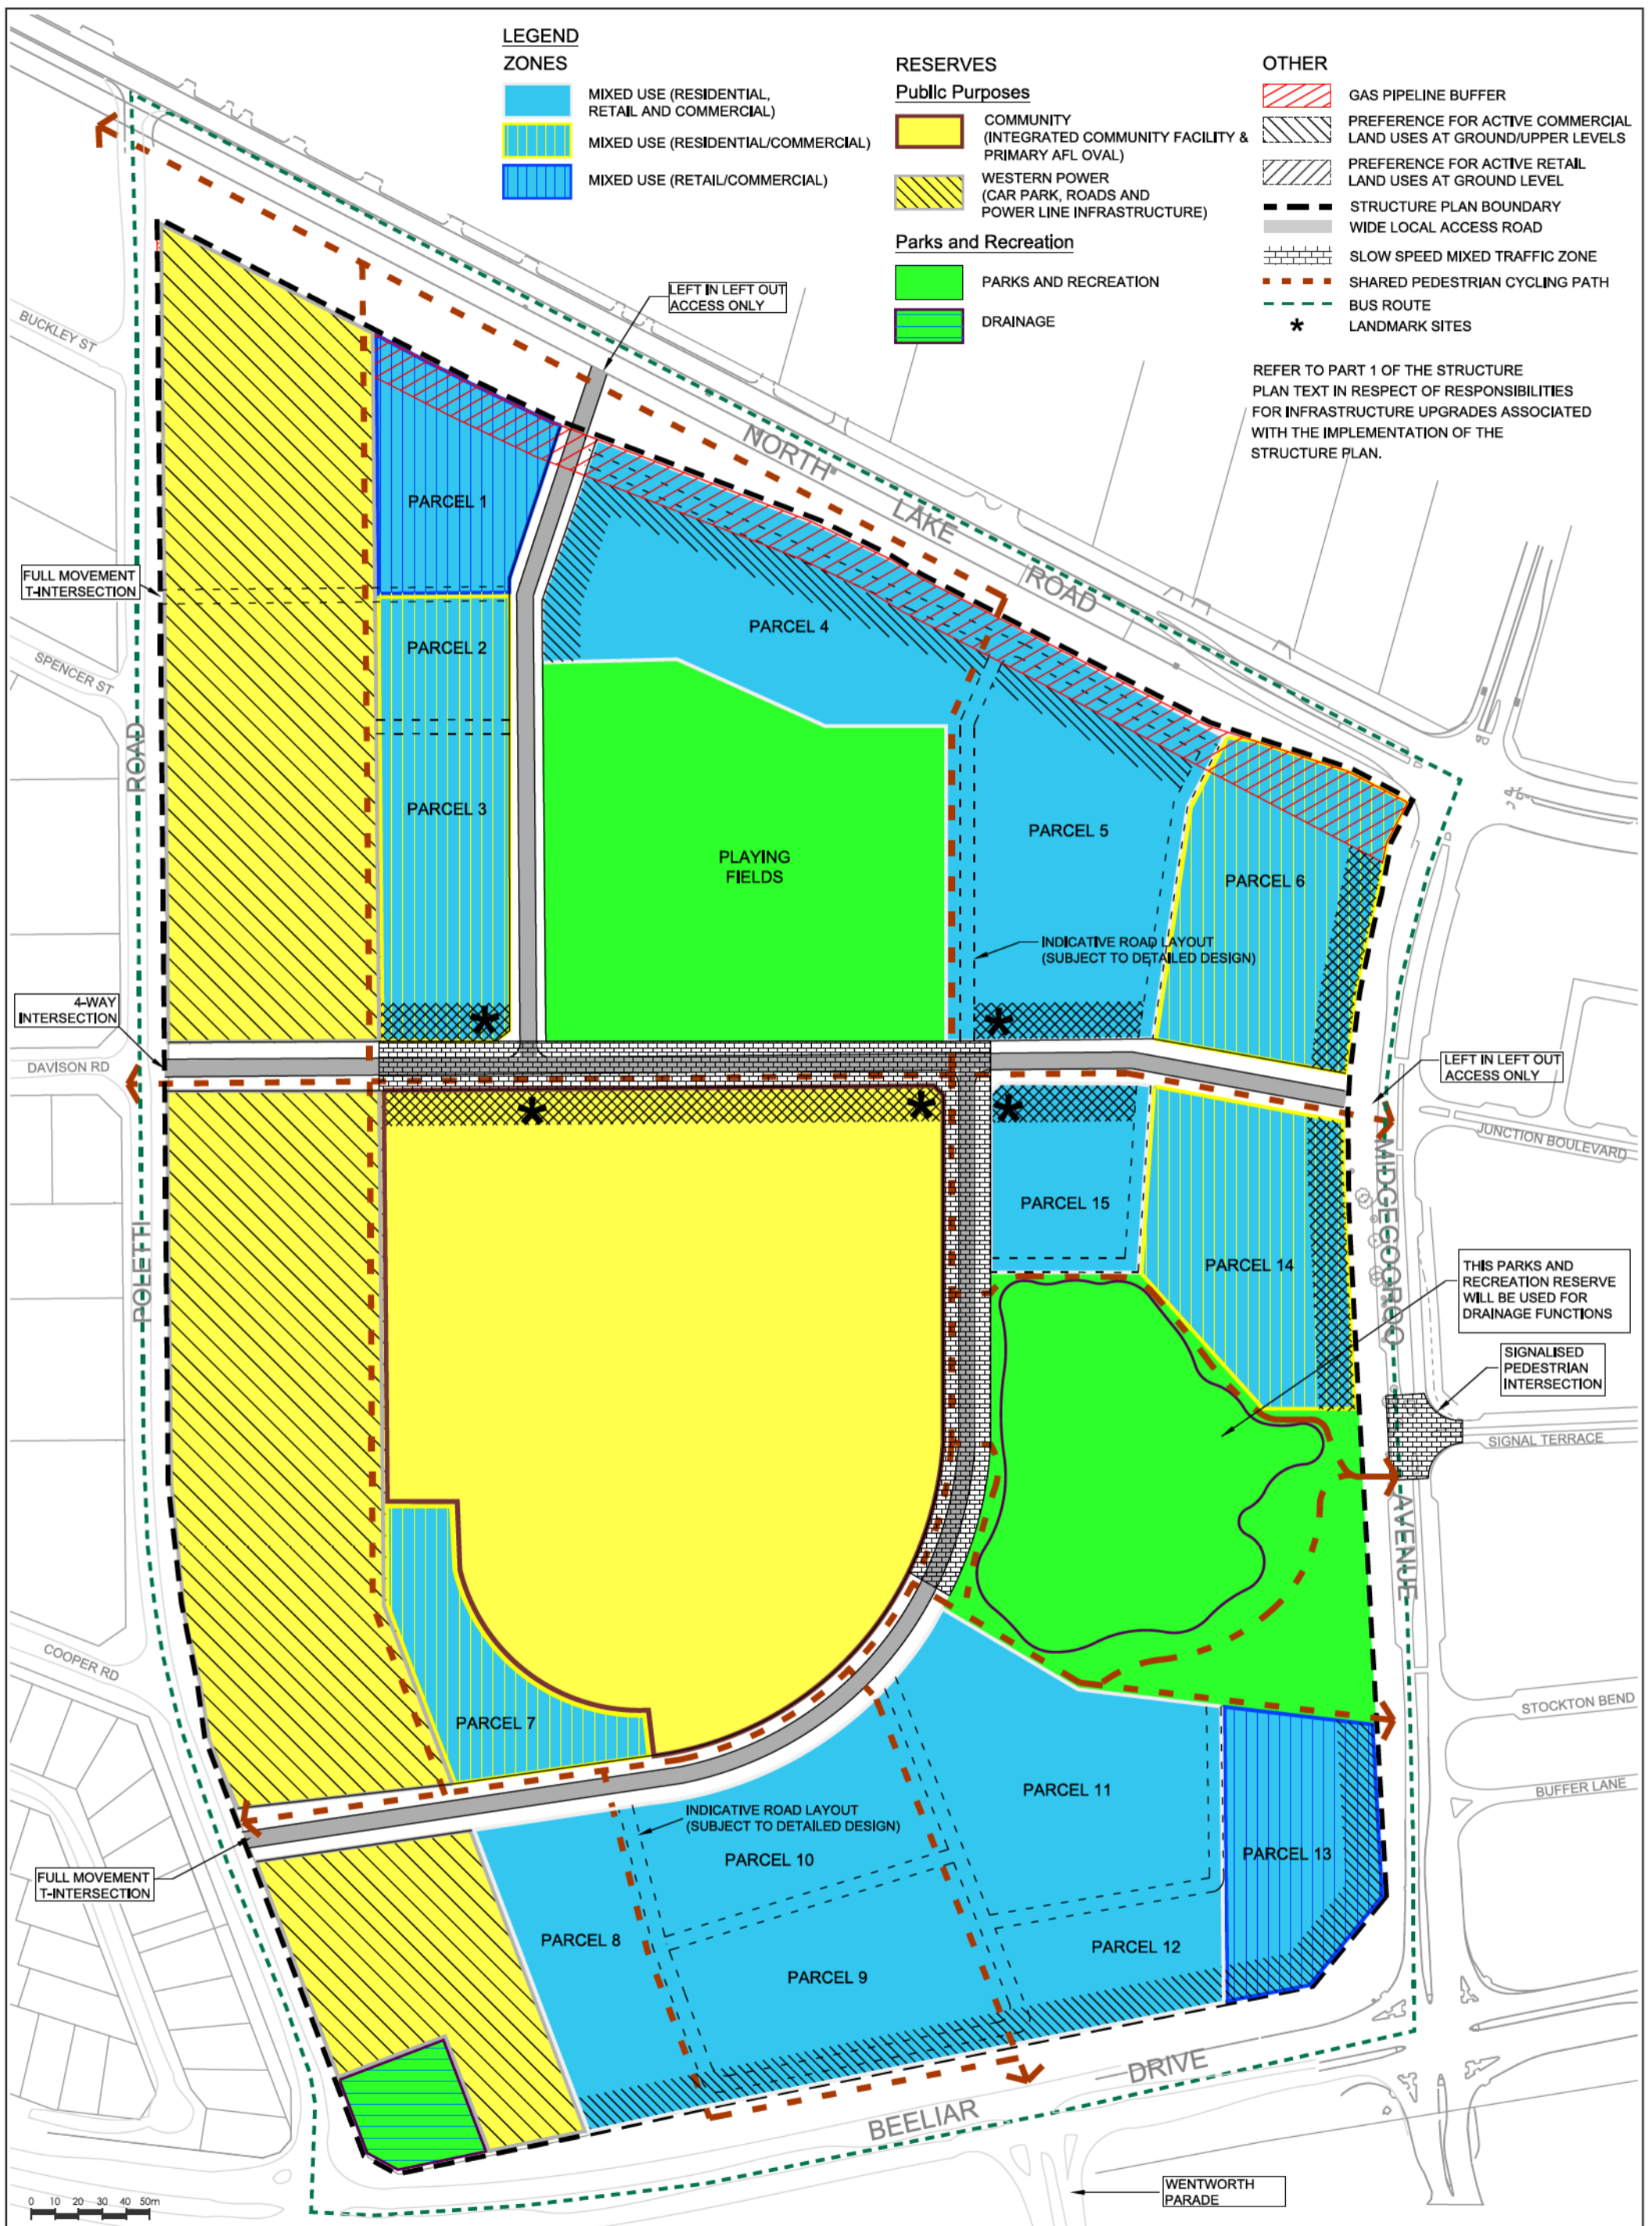 LEGEND
ZONES
MIXED USE (RESIDENTIAL,
RETAIL AND COMMERCIAL)
MIXED USE (RESIDENTIAL/COMMERCIAL)
MIXED USE (RETAIL/COMMERCIAL)
RESERVES
Public Purposes
COMMUNITY
(INTEGRATED COMMUNITY FACILITY &
PRIMARY AFL OVAL)
WESTERN POWER
(CAR PARK, ROADS AND
POWER LINE INFRASTRUCTURE)
Parks and Recreation
PARKS AND RECREATION
DRAINAGE
OTHER
GAS PIPELINE BUFFER
PREFERENCE FOR ACTIVE COMMERCIAL
LAND USES AT GROUND/UPPER LEVELS
PREFERENCE FOR ACTIVE RETAIL
LAND USES AT GROUND LEVEL
STRUCTURE PLAN BOUNDARY
WIDE LOCAL ACCESS ROAD
SLOW SPEED MIXED TRAFFIC ZONE
SHARED PEDESTRIAN CYCLING PATH
BUS ROUTE
* LANDMARK SITES
REFER TO PART 1 OF THE STRUCTURE
PLAN TEXT IN RESPECT OF RESPONSIBILITIES
FOR INFRASTRUCTURE UPGRADES ASSOCIATED
WITH THE IMPLEMENTATION OF THE
STRUCTURE PLAN.
LEFT IN LEFT OUT
ACCESS ONLY
BUCKLEY ST
NORTH LAKE ROAD
PARCEL 1
FULL MOVEMENT
T-INTERSECTION
PARCEL 2
PARCEL 4
SPENCER ST
PARCEL 3
PARCEL 5
PLAYING
FIELDS
PARCEL 6
INDICATIVE ROAD LAYOUT
(SUBJECT TO DETAILED DESIGN)
4-WAY
INTERSECTION
DAVISON RD
LEFT IN LEFT OUT
ACCESS ONLY
JUNCTION BOULEVARD
POLETTI ROAD
MIDGEGOOROO AVENUE
PARCEL 15
PARCEL 14
THIS PARKS AND
RECREATION RESERVE
WILL BE USED FOR
DRAINAGE FUNCTIONS
SIGNALISED
PEDESTRIAN
INTERSECTION
SIGNAL TERRACE
COOPER RD
STOCKTON BEND
PARCEL 7
BUFFER LANE
PARCEL 11
INDICATIVE ROAD LAYOUT
(SUBJECT TO DETAILED DESIGN)
PARCEL 10
PARCEL 13
FULL MOVEMENT
T-INTERSECTION
PARCEL 8
PARCEL 12
PARCEL 9
BEELIAR DRIVE
WENTWORTH
PARADE
0 10 20 30 40 50m